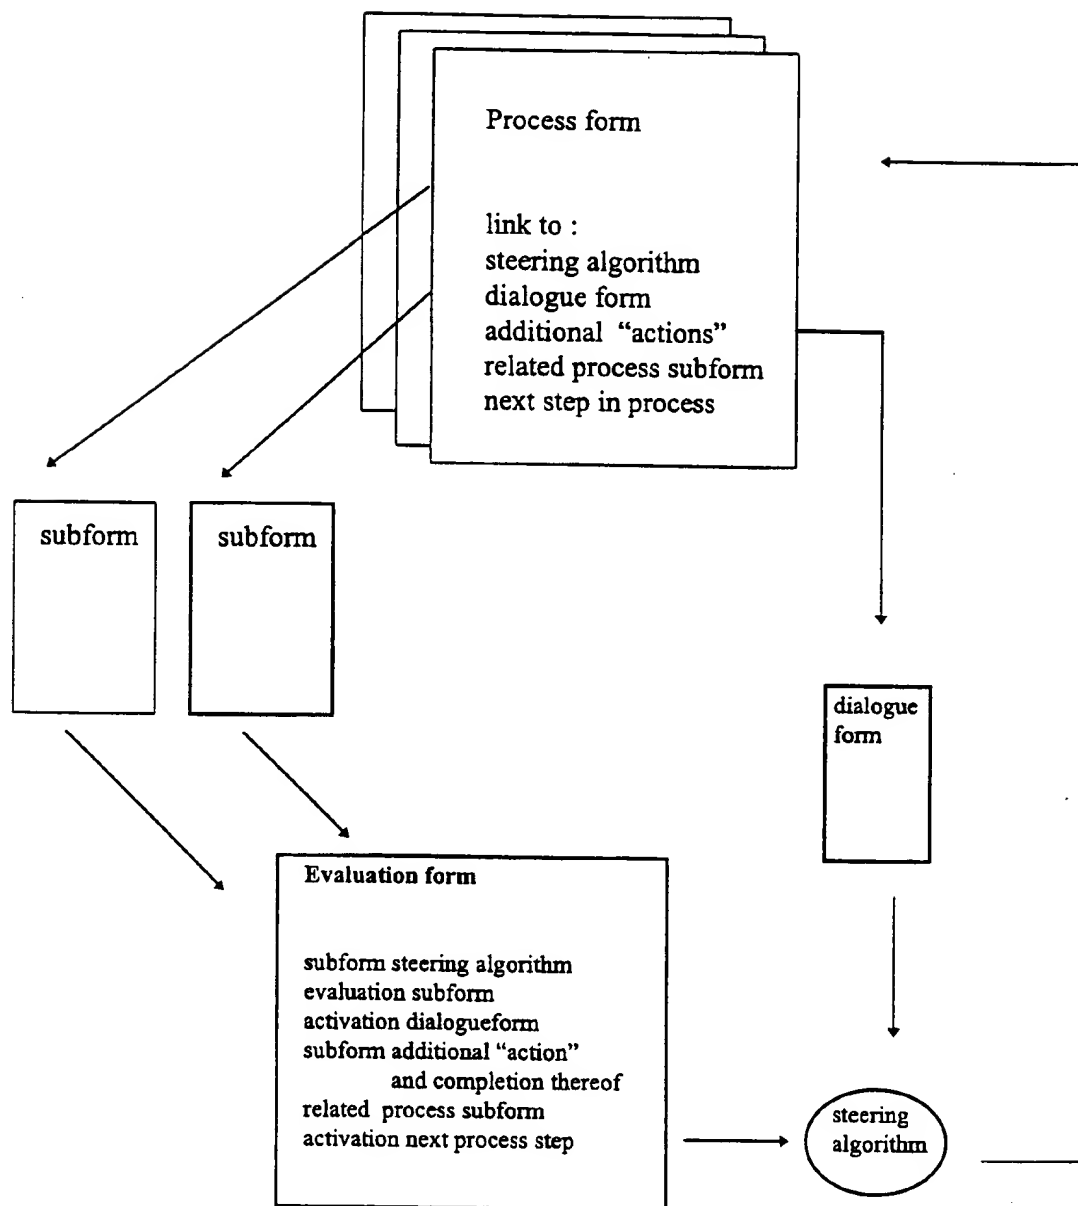 Process form
link to :
steering algorithm
dialogue form
additional “actions”
related process subform
next step in process
subform
subform
dialogue
form
Evaluation form
subform steering algorithm
evaluation subform
activation dialogueform
subform additional “action”
and completion thereof
related process subform
activation next process step
steering
algorithm